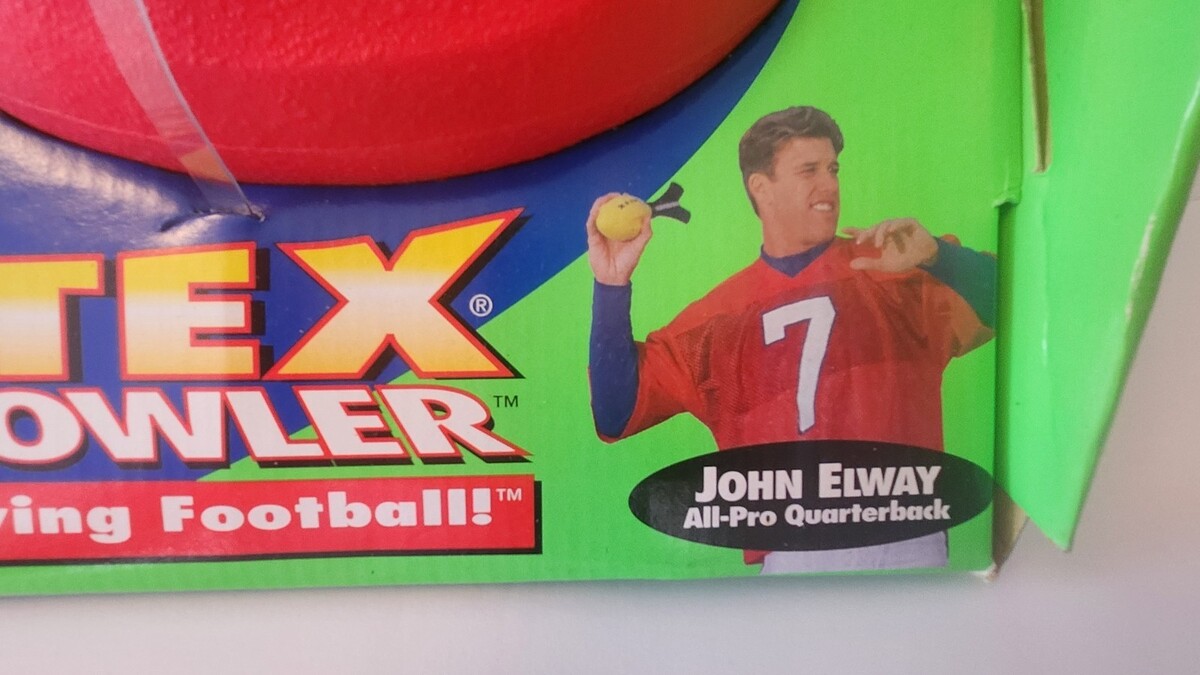 TEX®
OWLER™
ying Football!™
7
JOHN ELWAY
All-Pro Quarterback